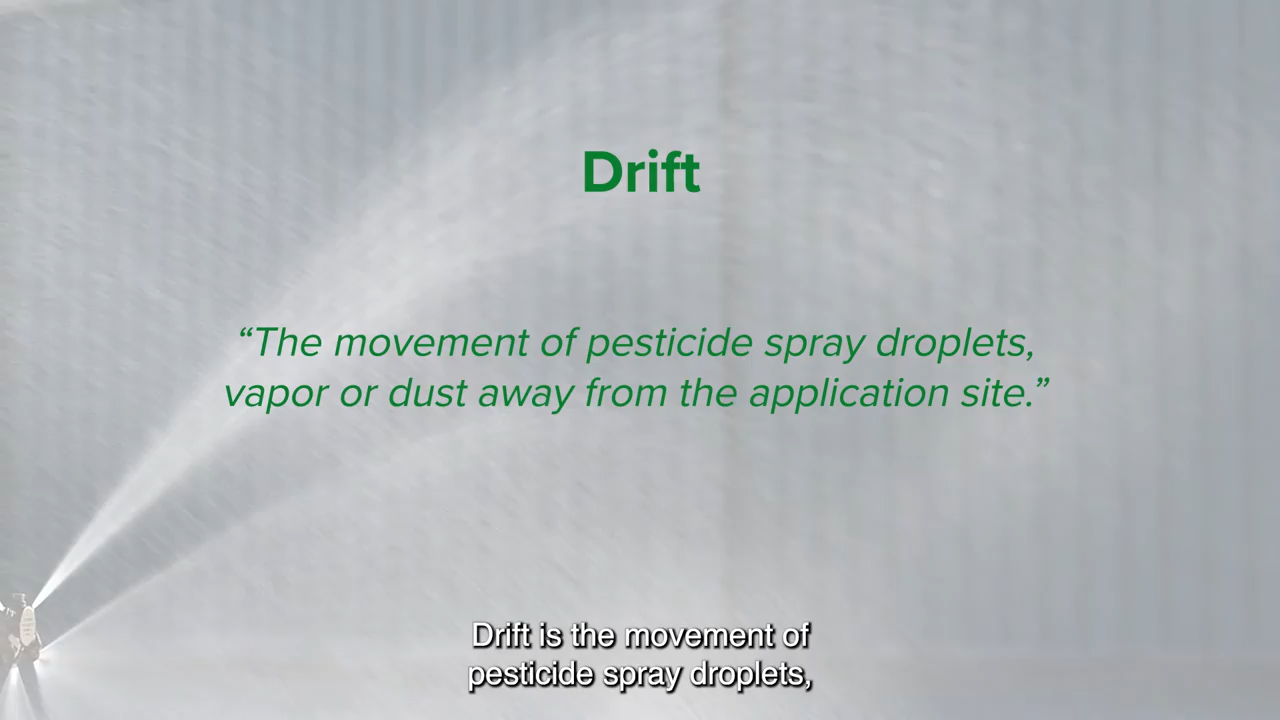 Drift
“The movement of pesticide spray droplets,
vapor or dust away from the application site.”
Drift is the movement of
pesticide spray droplets,